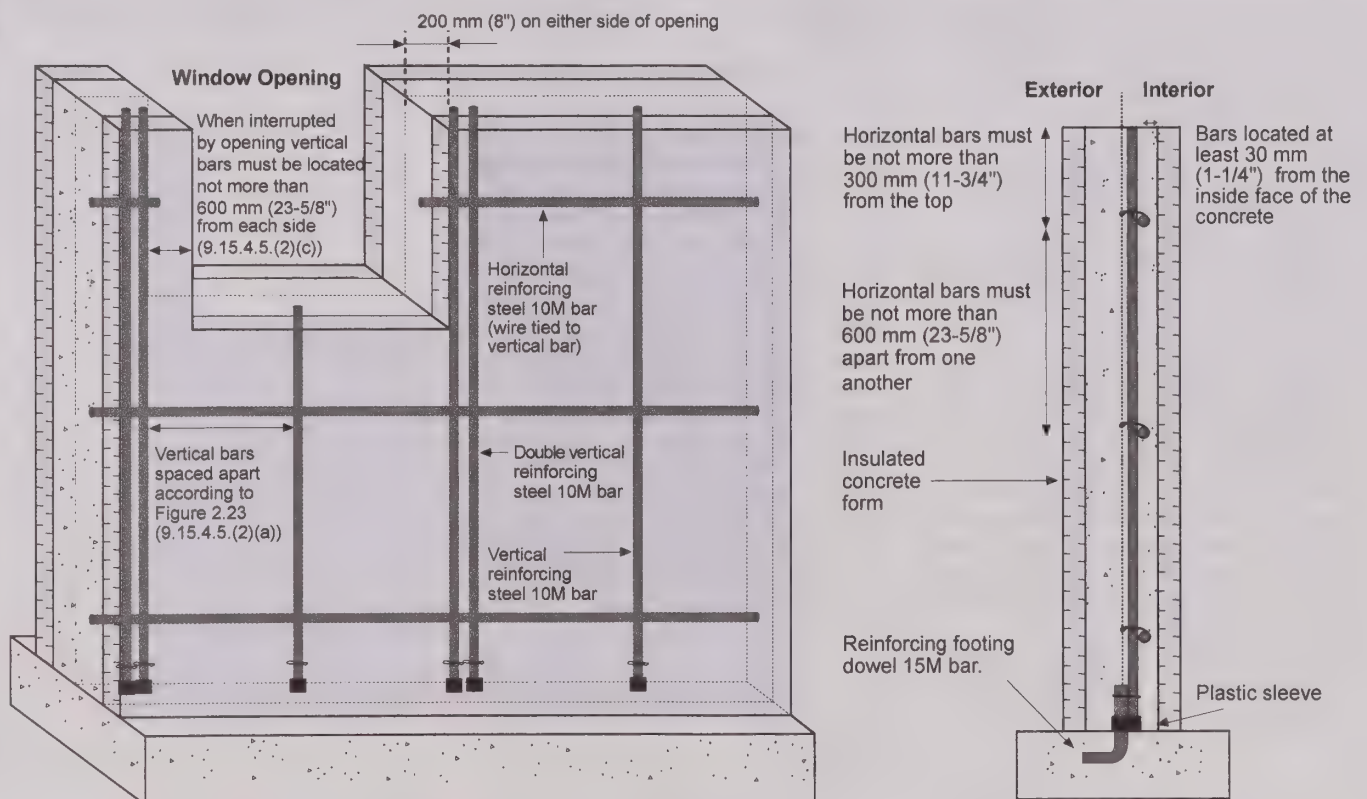 200 mm (8") on either side of opening
Window Opening
When interrupted
by opening vertical
bars must be located
not more than
600 mm (23-5/8")
from each side
(9.15.4.5.(2)(c))
Horizontal
reinforcing
steel 10M bar
(wire tied to
vertical bar)
Vertical bars
spaced apart
according to
Figure 2.23
(9.15.4.5.(2)(a))
Double vertical
reinforcing
steel 10M bar
Vertical
reinforcing
steel 10M bar
Exterior
Interior
Horizontal bars must
be not more than
300 mm (11-3/4")
from the top
Bars located at
least 30 mm
(1-1/4") from the
inside face of the
concrete
Horizontal bars must
be not more than
600 mm (23-5/8")
apart from one
another
Insulated
concrete
form
Reinforcing footing
dowel 15M bar.
Plastic sleeve